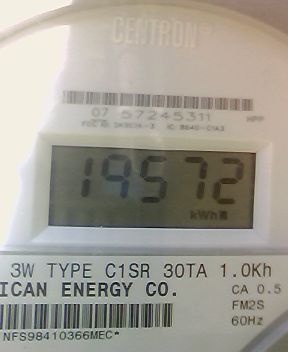 CENTRON®
07 57245311 HPP
19572
kWh
3W TYPE C1SR 30TA 1.0Kh
ICAN ENERGY CO. CA 0.5
FM2S
60Hz
NFS98410366MEC*